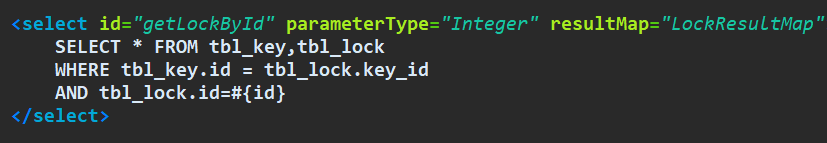 <select id="getLockById" parameterType="Integer" resultMap="LockResultMap"
SELECT * FROM tbl_key,tbl_lock
WHERE tbl_key.id = tbl_lock.key_id
AND tbl_lock.id=#{id}
</select>